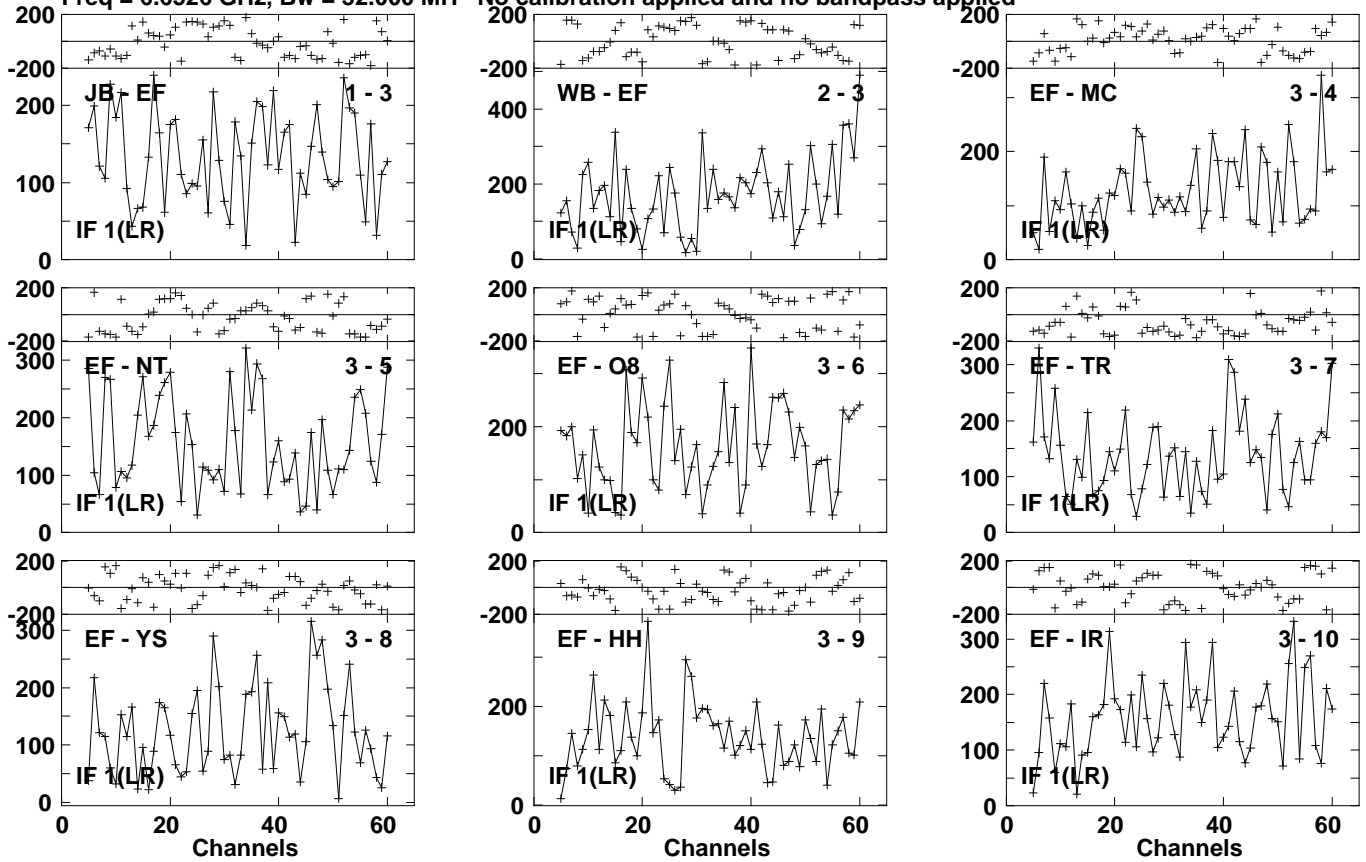 No calibration applied and no bandpass applied
200
-200
JB - EF 1 - 3
200
100
IF 1(LR)
0
WB - EF 2 - 3
400
200
IF 1(LR)
0
200
-200
EF - MC 3 - 4
200
IF 1(LR)
0
200
-200
EF - NT 3 - 5
300
200
100
IF 1(LR)
0
EF - O8 3 - 6
200
IF 1(LR)
0
200
-200
EF - TR 3 - 7
300
200
100
IF 1(LR)
0
200
-200
EF - YS 3 - 8
300
200
100
IF 1(LR)
0
0 20 40 60
Channels
EF - HH 3 - 9
200
IF 1(LR)
0
0 20 40 60
Channels
200
-200
EF - IR 3 - 10
300
200
100
IF 1(LR)
0
0 20 40 60
Channels